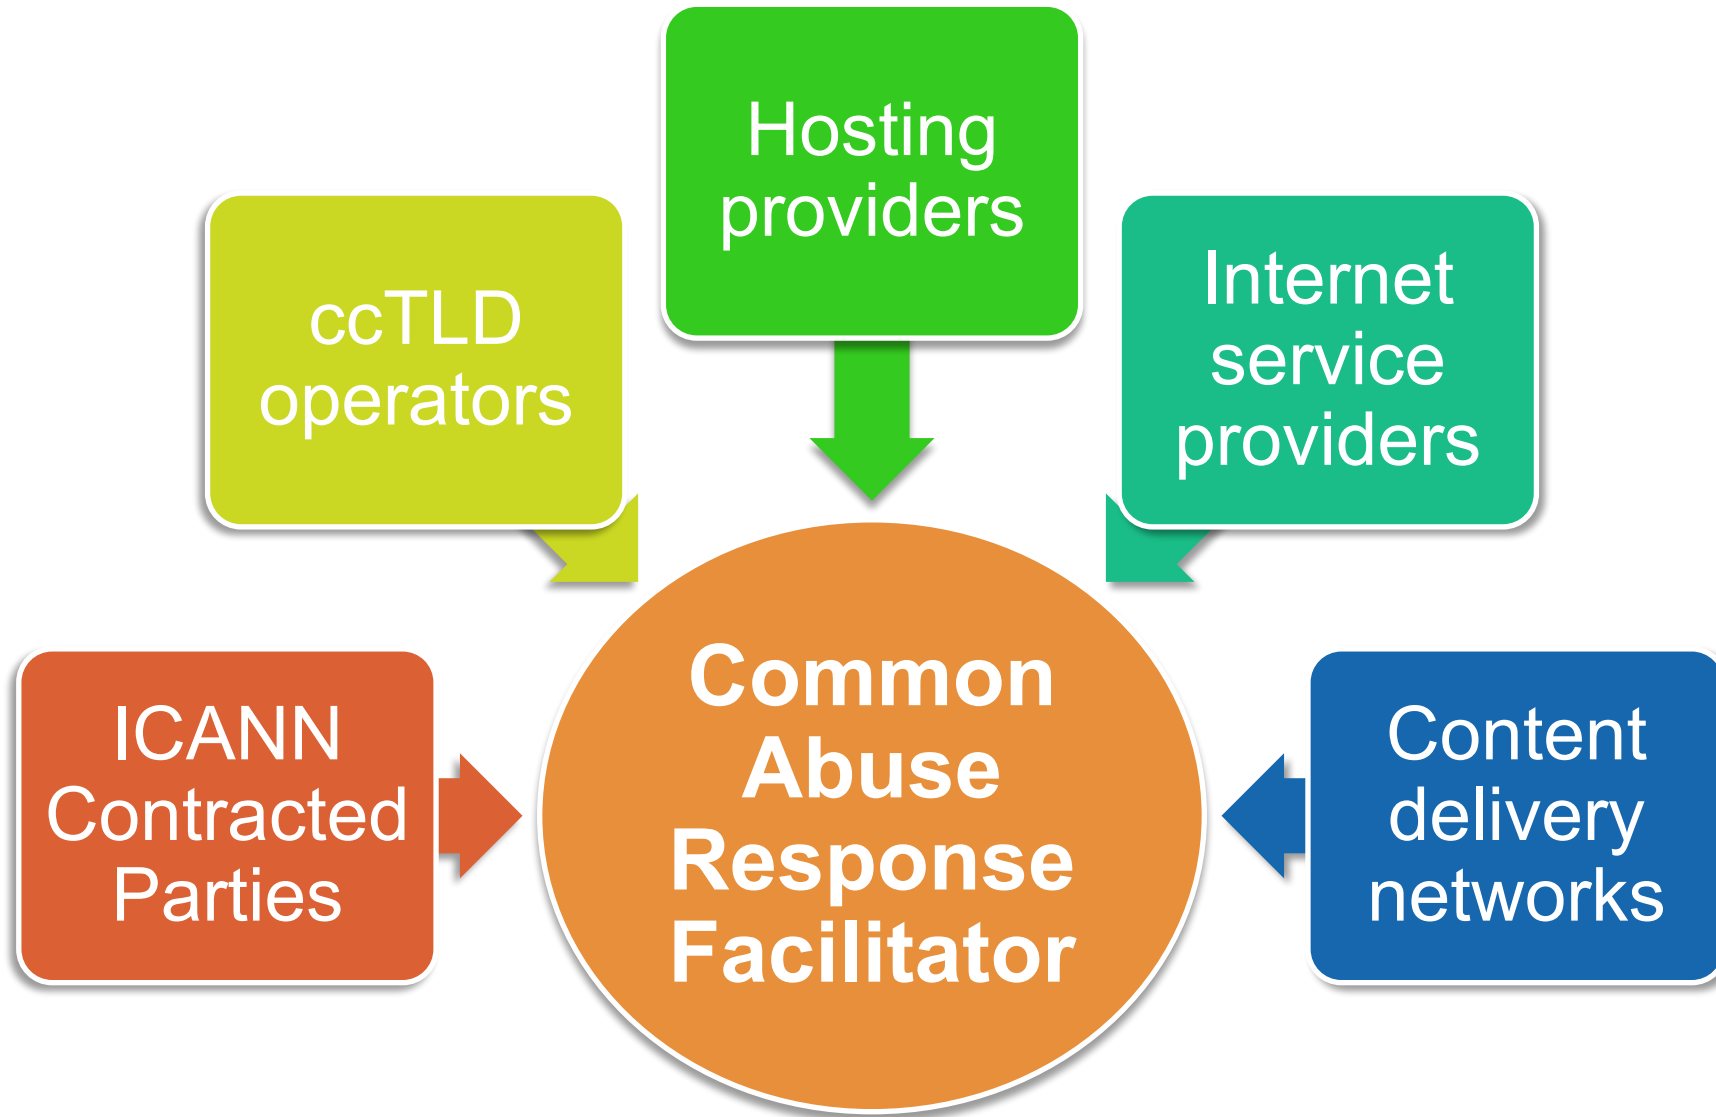 Hosting
providers
ccTLD
operators
Internet
service
providers
ICANN
Contracted
Parties
Common
Abuse
Response
Facilitator
Content
delivery
networks